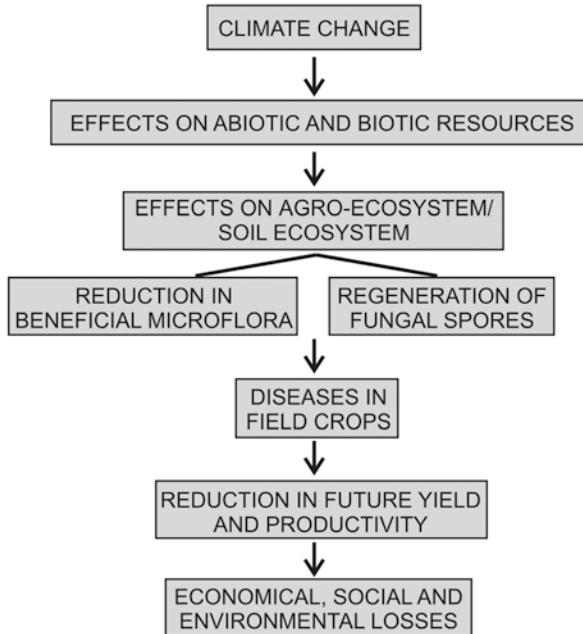 CLIMATE CHANGE
EFFECTS ON ABIOTIC AND BIOTIC RESOURCES
EFFECTS ON AGRO-ECOSYSTEM/
SOIL ECOSYSTEM
REDUCTION IN
BENEFICIAL MICROFLORA
REGENERATION OF
FUNGAL SPORES
DISEASES IN
FIELD CROPS
REDUCTION IN FUTURE YIELD
AND PRODUCTIVITY
ECONOMICAL, SOCIAL AND
ENVIRONMENTAL LOSSES